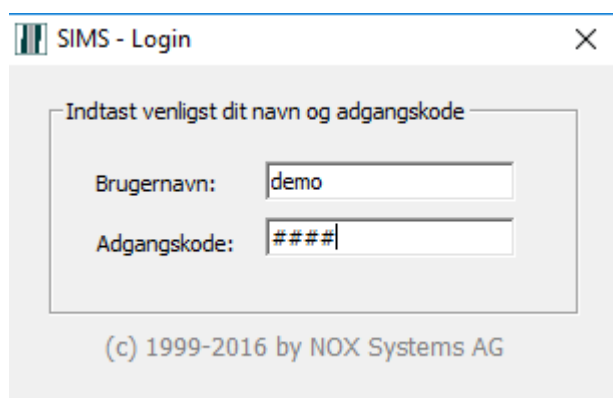 SIMS - Login
Indtast venligst dit navn og adgangskode
Brugernavn: demo
Adgangskode: ####
(c) 1999-2016 by NOX Systems AG